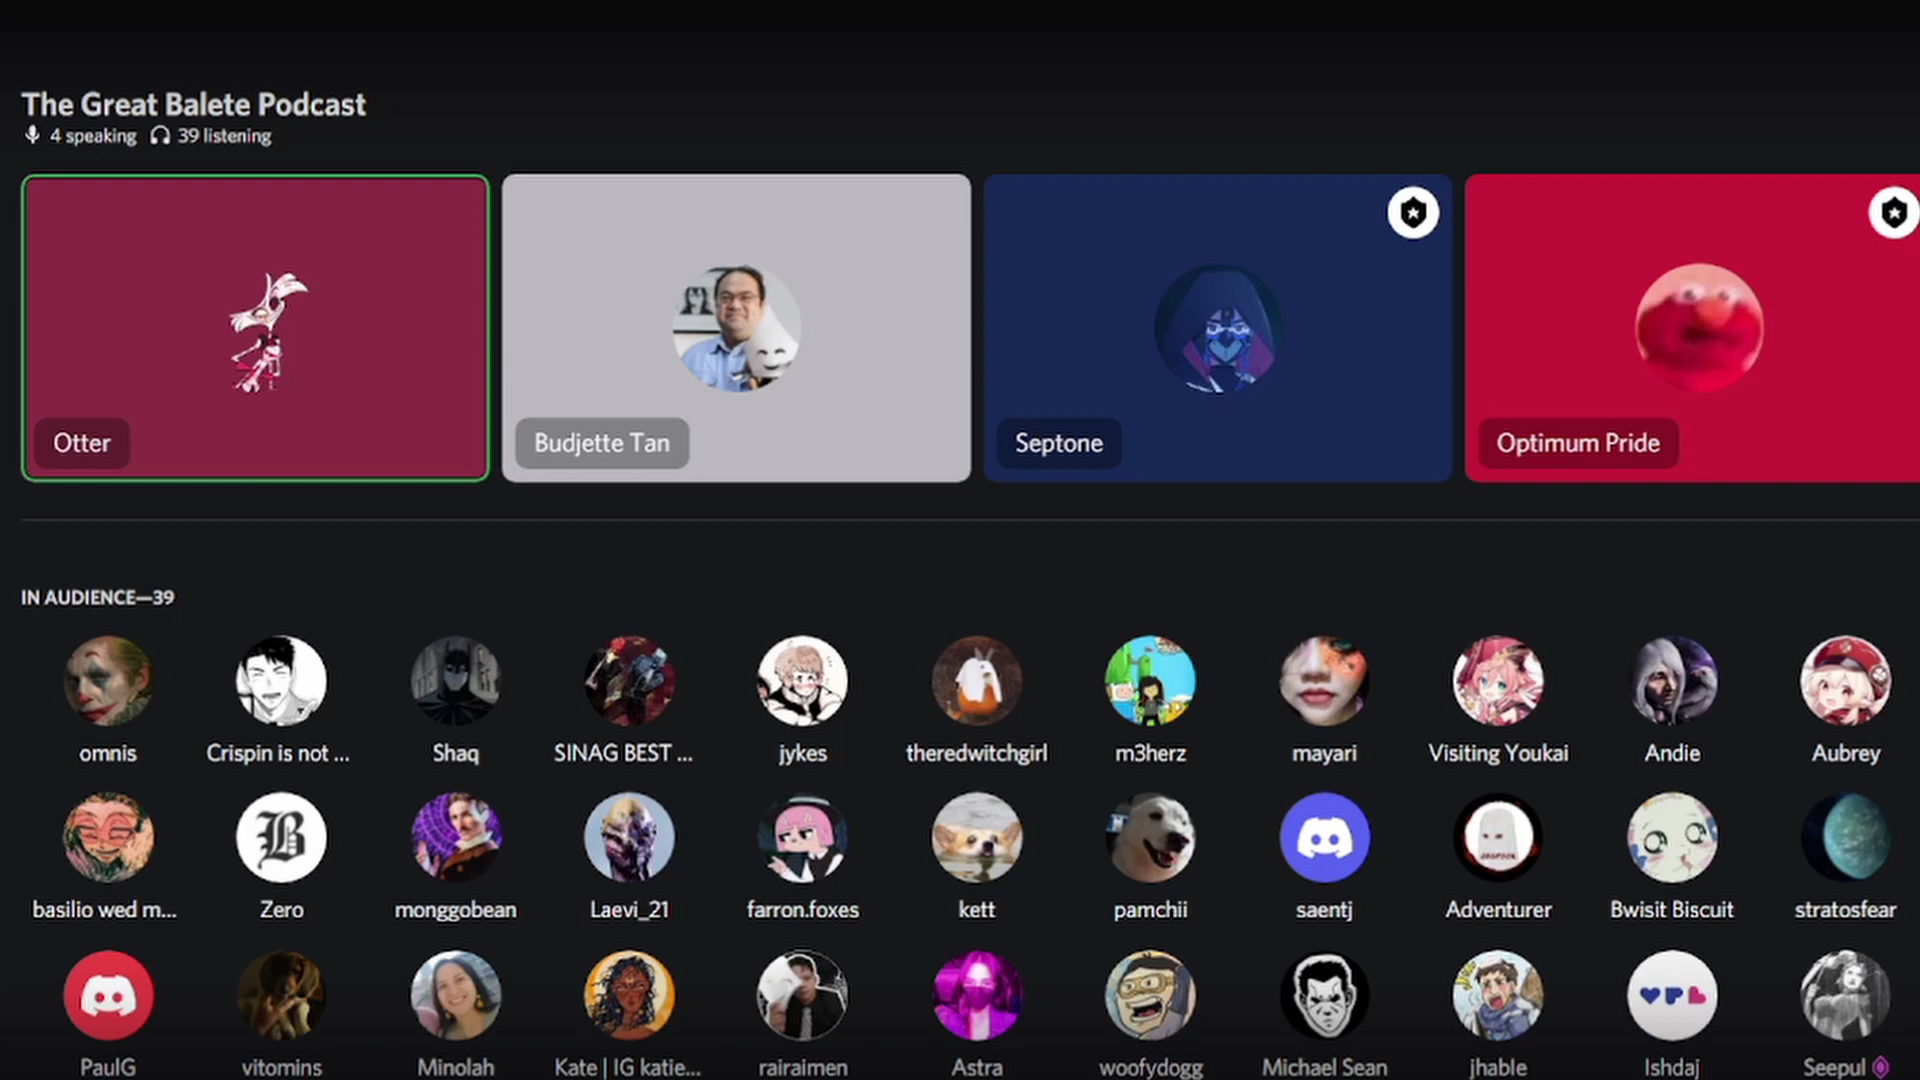 The Great Balete Podcast
4 speaking 39 listening
Otter
Budjette Tan
Septone
Optimum Pride
IN AUDIENCE—39
omnis Crispin is not ... Shaq SINAG BEST ... jykes theredwitchgirl m3herz mayari Visiting Youkai Andie Aubrey
B
basilio wed m... Zero monggobean Laevi_21 farron.foxes kett pamchii saentj Adventurer Bwisit Biscuit stratosfear
PaulG vitomins Minolah Kate | IG katie... rairaimen Astra woofydogg Michael Sean jhable Ishdaj Seepul